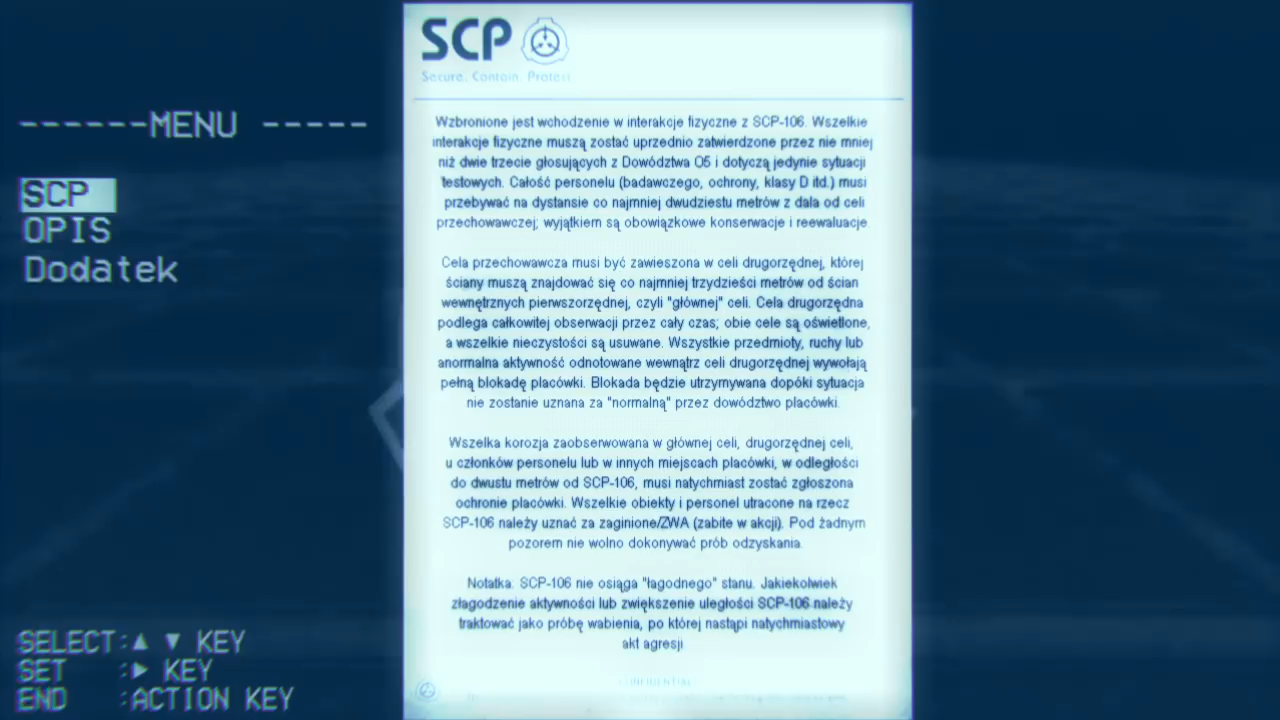 ------MENU -----
SCP
OPIS
Dodatek
SELECT:▲ ▼ KEY
SET :► KEY
END :ACTION KEY
SCP
Secure. Contain. Protect
Wzbronione jest wchodzenie w interakcje fizyczne z SCP-106. Wszelkie
interakcje fizyczne muszą zostać uprzednio zatwierdzone przez nie mniej
niż dwie trzecie głosujących z Dowództwa O5 i dotyczą jedynie sytuacji
testowych. Całość personelu (badawczego, ochrony, klasy D itd.) musi
przebywać na dystansie co najmniej dwudziestu metrów z dala od celi
przechowawczej; wyjątkiem są obowiązkowe konserwacje i reewaluacje.
Cela przechowawcza musi być zawieszona w celi drugorzędnej, której
ściany muszą znajdować się co najmniej trzydzieści metrów od ścian
wewnętrznych pierwszorzędnej, czyli "głównej" celi. Cela drugorzędna
podlega całkowitej obserwacji przez cały czas; obie cele są oświetlone,
a wszelkie nieczystości są usuwane. Wszystkie przedmioty, ruchy lub
anormalna aktywność odnotowane wewnątrz celi drugorzędnej wywołają
pełną blokadę placówki. Blokada będzie utrzymywana dopóki sytuacja
nie zostanie uznana za "normalną" przez dowództwo placówki.
Wszelka korozja zaobserwowana w głównej celi, drugorzędnej celi,
u członków personelu lub w innych miejscach placówki, w odległości
do dwustu metrów od SCP-106, musi natychmiast zostać zgłoszona
ochronie placówki. Wszelkie obiekty i personel utracone na rzecz
SCP-106 należy uznać za zaginione/ZWA (zabite w akcji). Pod żadnym
pozorem nie wolno dokonywać prób odzyskania.
Notatka: SCP-106 nie osiąga "łagodnego" stanu. Jakiekolwiek
złagodzenie aktywności lub zwiększenie uległości SCP-106 należy
traktować jako próbę wabienia, po której nastąpi natychmiastowy
akt agresji
CONFIDENTIAL